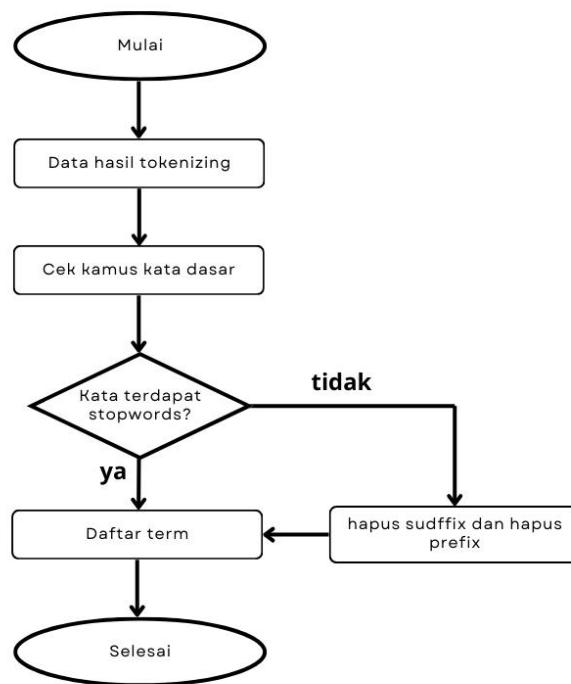 Mulai
Data hasil tokenizing
Cek kamus kata dasar
Kata terdapat
stopwords?
tidak
ya
Daftar term
hapus sudffix dan hapus
prefix
Selesai